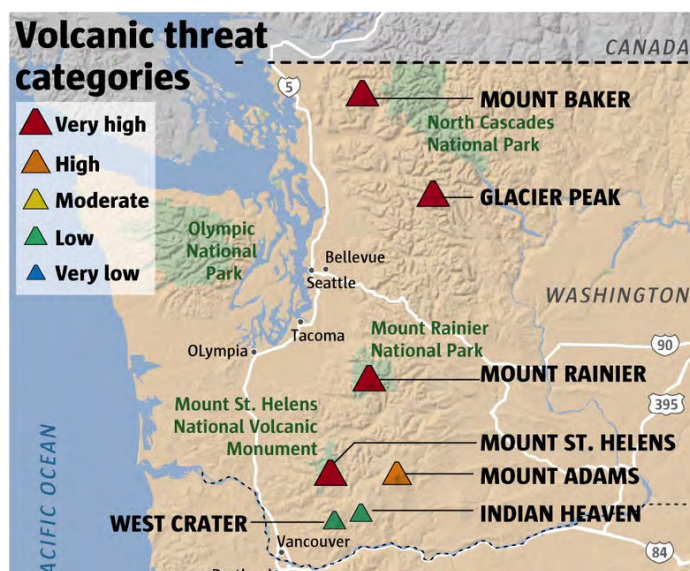 Volcanic threat
categories
Very high
High
Moderate
Low
Very low
CANADA
5
MOUNT BAKER
North Cascades
National Park
GLACIER PEAK
Olympic
National
Park
Bellevue
Seattle
WASHINGTON
Tacoma
OLympia
Mount Rainier
National Park
90
MOUNT RAINIER
395
Mount St. Helens
National Volcanic
Monument
MOUNT ST. HELENS
MOUNT ADAMS
INDIAN HEAVEN
WEST CRATER
Vancouver
84
ACIFIC OCEAN